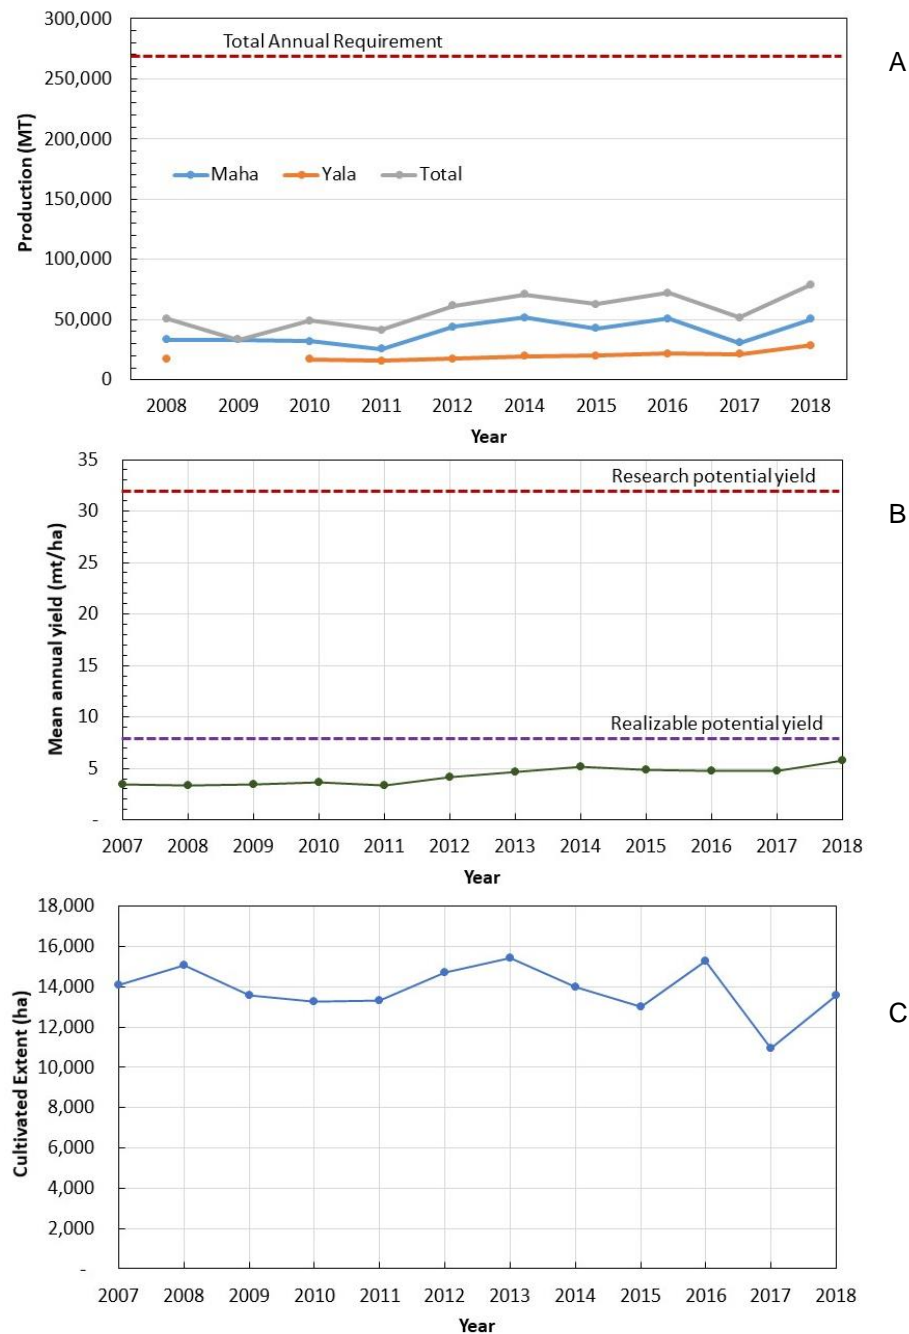 300,000
Total Annual Requirement
250,000
200,000
150,000
100,000
50,000
0
Production (MT)
Maha Yala Total
2008 2009 2010 2011 2012 2014 2015 2016 2017 2018
Year
A
35
Research potential yield
30
25
20
15
10
Realizable potential yield
5
-
Mean annual yield (mt/ha)
2007 2008 2009 2010 2011 2012 2013 2014 2015 2016 2017 2018
Year
B
18,000
16,000
14,000
12,000
10,000
8,000
6,000
4,000
2,000
-
Cultivated Extent (ha)
2007 2008 2009 2010 2011 2012 2013 2014 2015 2016 2017 2018
Year
C